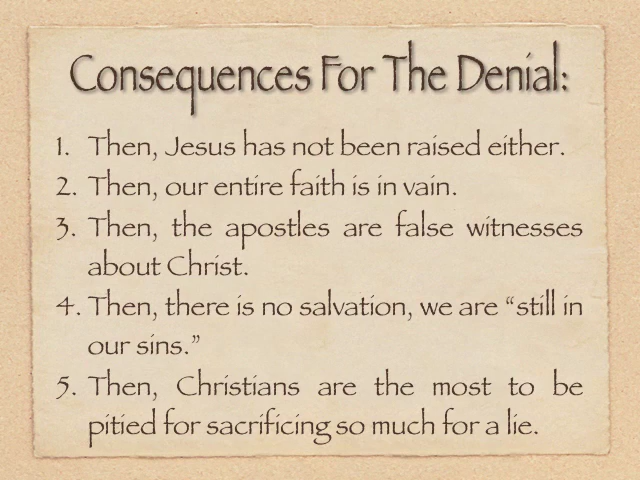 Consequences For The Denial:
1. Then, Jesus has not been raised either.
2. Then, our entire faith is in vain.
3. Then, the apostles are false witnesses
about Christ.
4. Then, there is no salvation, we are “still in
our sins.”
5. Then, Christians are the most to be
pitied for sacrificing so much for a lie.